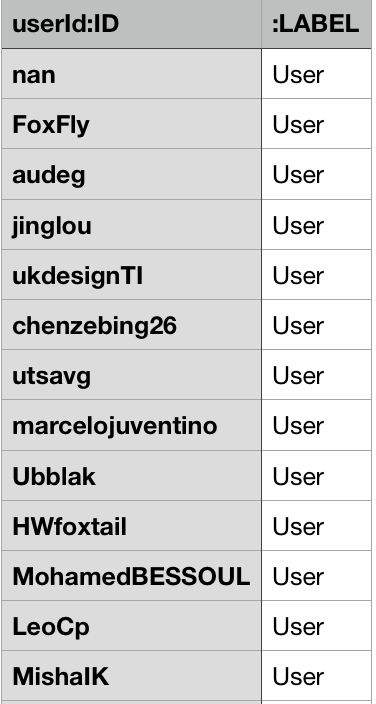 userId:ID :LABEL
nan User
FoxFly User
audeg User
jinglou User
ukdesignTI User
chenzebing26 User
utsavg User
marcelojuventino User
Ubblak User
HWfoxtail User
MohamedBESSOUL User
LeoCp User
MishaIK User